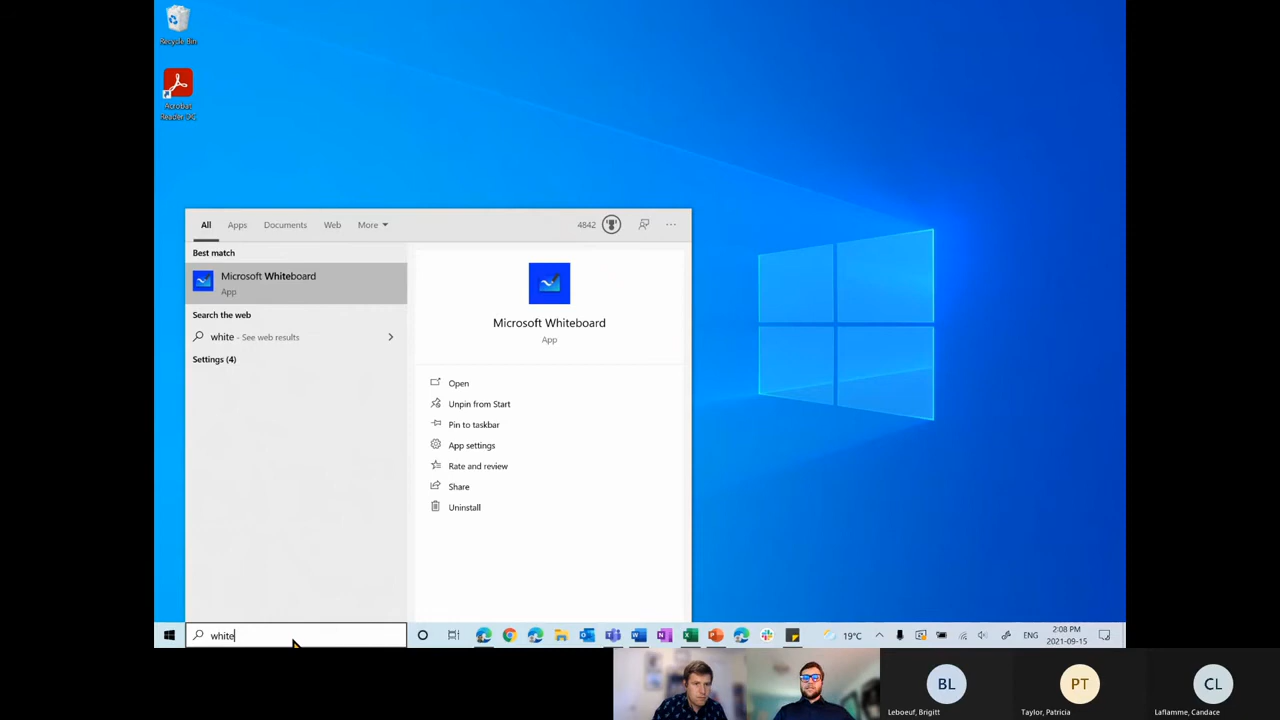 Recycle Bin
Acrobat
Reader DC
All
Apps
Documents
Web
More
4842
...
Best match
Microsoft Whiteboard
App
Search the web
white - See web results
Settings (4)
Microsoft Whiteboard
App
Open
Unpin from Start
Pin to taskbar
App settings
Rate and review
Share
Uninstall
white
19°C
ENG
2:08 PM
2021-09-15
BL
Leboeuf, Brigitt
PT
Taylor, Patricia
CL
Laflamme, Candace